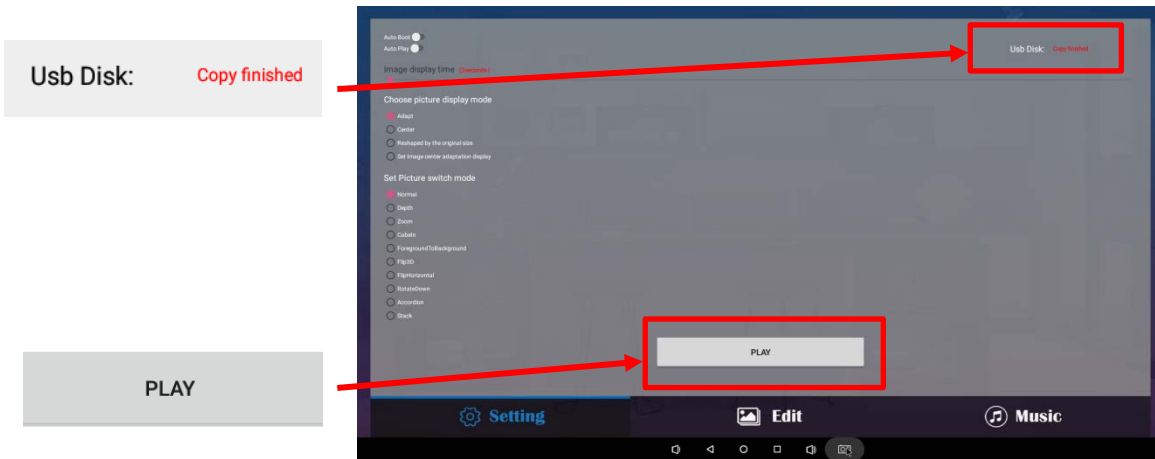 Usb Disk: Copy finished
PLAY
Auto Boot
Auto Play
Usb Disk: Copy finished
Image display time (3seconds)
Choose picture display mode
Adapt
Center
Reshaped by the original size
Set Image center adaptation display
Set Picture switch mode
Normal
Depth
Zoom
CubeIn
ForegroundToBackground
Flip3D
FlipHorizontal
RotateDown
Accordion
Stack
PLAY
Setting
Edit
Music